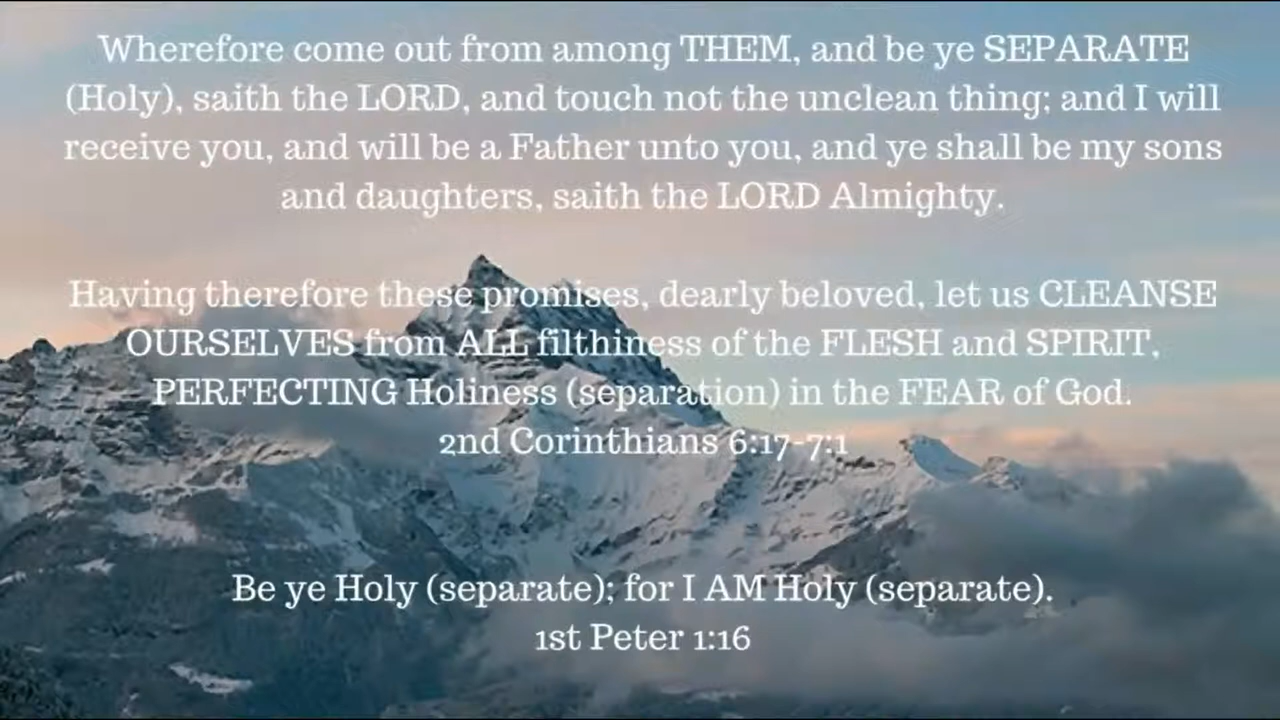 Wherefore come out from among THEM, and be ye SEPARATE
(Holy), saith the LORD, and touch not the unclean thing; and I will
receive you, and will be a Father unto you, and ye shall be my sons
and daughters, saith the LORD Almighty.
Having therefore these promises, dearly beloved, let us CLEANSE
OURSELVES from ALL filthiness of the FLESH and SPIRIT,
PERFECTING Holiness (separation) in the FEAR of God.
2nd Corinthians 6:17-7:1
Be ye Holy (separate); for I AM Holy (separate).
1st Peter 1:16